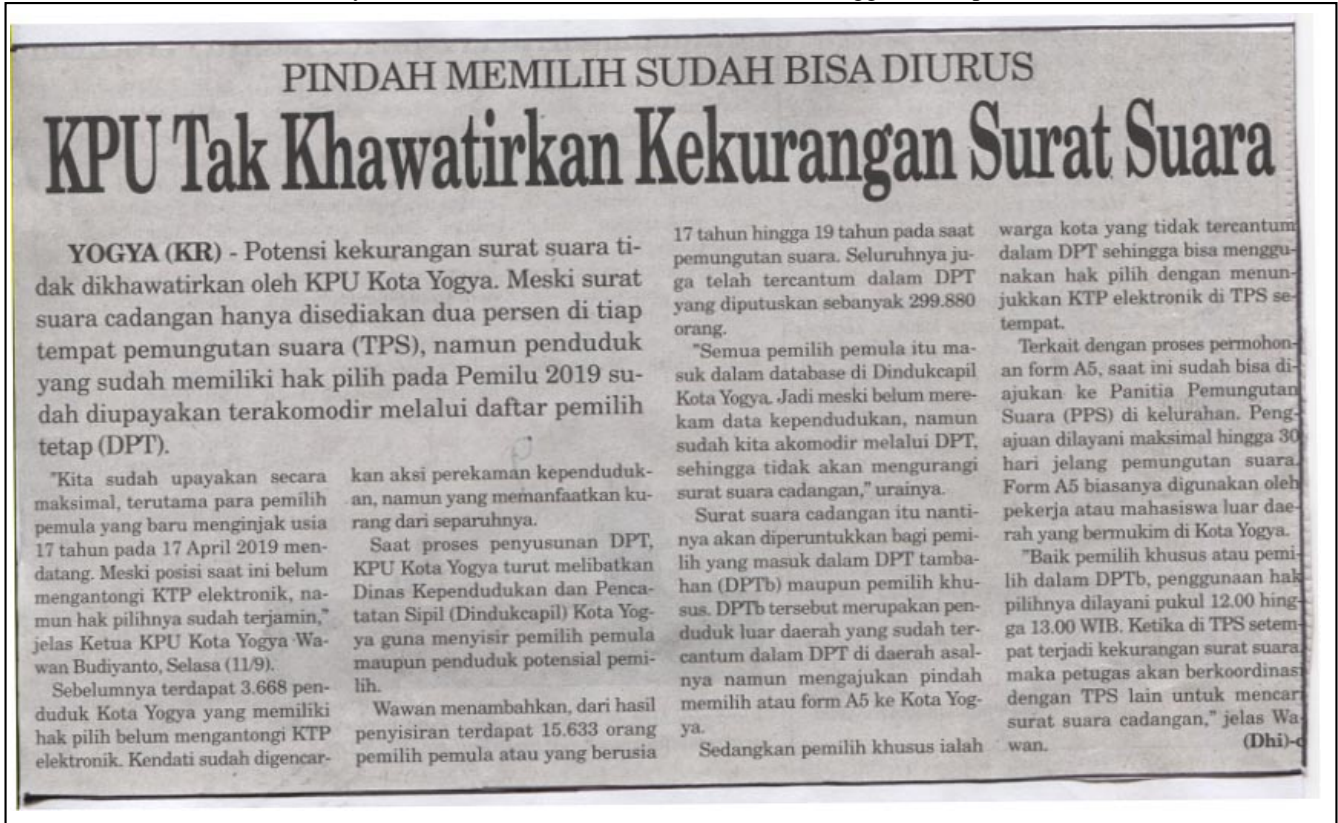 PINDAH MEMILIH SUDAH BISA DIURUS
KPU Tak Khawatirkan Kekurangan Surat Suara
YOGYA (KR) - Potensi kekurangan surat suara ti-
dak dikhawatirkan oleh KPU Kota Yogya. Meski surat
suara cadangan hanya disediakan dua persen di tiap
tempat pemungutan suara (TPS), namun penduduk
yang sudah memiliki hak pilih pada Pemilu 2019 su-
dah diupayakan terakomodir melalui daftar pemilih
tetap (DPT).
"Kita sudah upayakan secara
maksimal, terutama para pemilih
pemula yang baru menginjak usia
17 tahun pada 17 April 2019 men-
datang. Meski posisi saat ini belum
mengantongi KTP elektronik, na-
mun hak pilihnya sudah terjamin,"
jelas Ketua KPU Kota Yogya Wa-
wan Budiyanto, Selasa (11/9).
Sebelumnya terdapat 3.668 pen-
duduk Kota Yogya yang memiliki
hak pilih belum mengantongi KTP
elektronik. Kendati sudah digencar-
kan aksi perekaman kependuduk-
an, namun yang memanfaatkan ku-
rang dari separuhnya.
Saat proses penyusunan DPT,
KPU Kota Yogya turut melibatkan
Dinas Kependudukan dan Penca-
tatan Sipil (Dindukcapil) Kota Yog-
ya guna menyisir pemilih pemula
maupun penduduk potensial pemi-
lih.
Wawan menambahkan, dari hasil
penyisiran terdapat 15.633 orang
pemilih pemula atau yang berusia
17 tahun hingga 19 tahun pada saat
pemungutan suara. Seluruhnya ju-
ga telah tercantum dalam DPT
yang diputuskan sebanyak 299.880
orang.
"Semua pemilih pemula itu ma-
suk dalam database di Dindukcapil
Kota Yogya. Jadi meski belum mere-
kam data kependudukan, namun
sudah kita akomodir melalui DPT,
sehingga tidak akan mengurangi
surat suara cadangan," urainya.
Surat suara cadangan itu nanti-
nya akan diperuntukkan bagi pemi-
lih yang masuk dalam DPT tamba-
han (DPTb) maupun pemilih khu-
sus. DPTb tersebut merupakan pen-
duduk luar daerah yang sudah ter-
cantum dalam DPT di daerah asal-
nya namun mengajukan pindah
memilih atau form A5 ke Kota Yog-
ya.
Sedangkan pemilih khusus ialah
warga kota yang tidak tercantum
dalam DPT sehingga bisa menggu-
nakan hak pilih dengan menun-
jukkan KTP elektronik di TPS se-
tempat.
Terkait dengan proses permohon-
an form A5, saat ini sudah bisa di-
ajukan ke Panitia Pemungutan
Suara (PPS) di kelurahan. Peng-
ajuan dilayani maksimal hingga 30
hari jelang pemungutan suara.
Form A5 biasanya digunakan oleh
pekerja atau mahasiswa luar dae-
rah yang bermukim di Kota Yogya.
"Baik pemilih khusus atau pemi-
lih dalam DPTb, penggunaan hak
pilihnya dilayani pukul 12.00 hing-
ga 13.00 WIB. Ketika di TPS setem-
pat terjadi kekurangan surat suara,
maka petugas akan berkoordinasi
dengan TPS lain untuk mencari
surat suara cadangan," jelas Wa-
wan. (Dhi)-